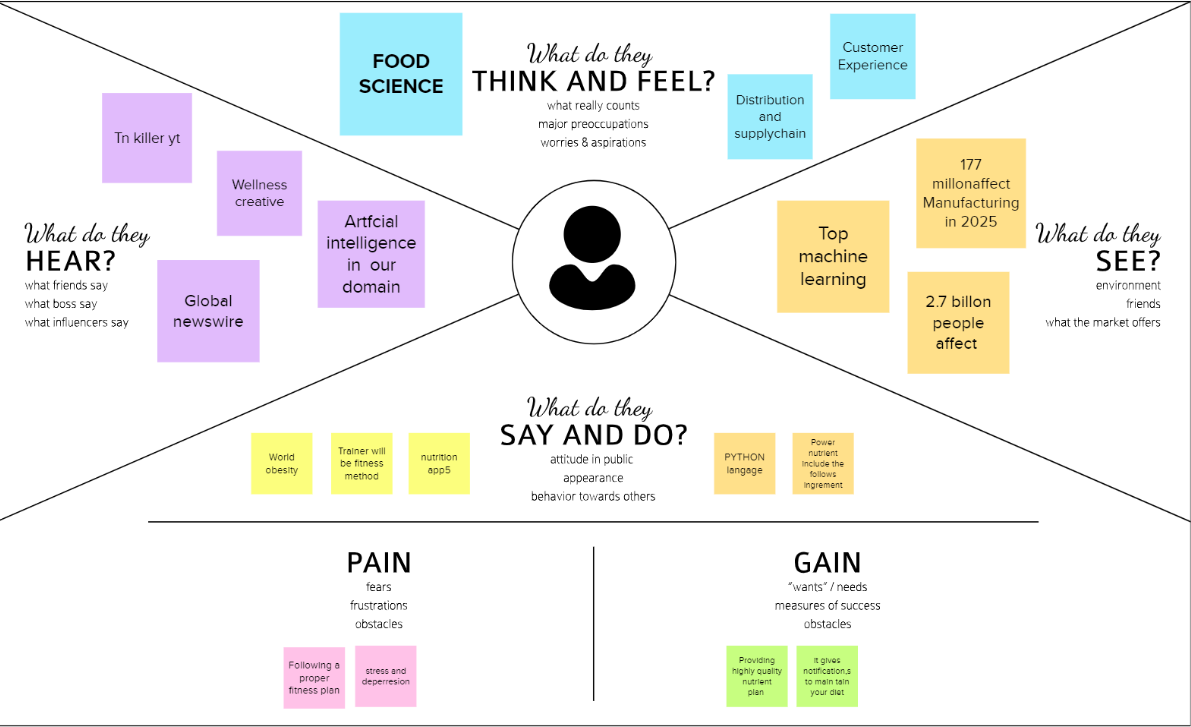 FOOD
SCIENCE
What do they
THINK AND FEEL?
what really counts
major preoccupations
worries & aspirations
Customer
Experience
Distribution
and
supplychain
Tn killer yt
Wellness
creative
Artfcial
intelligence
in our
domain
Global
newswire
What do they
HEAR?
what friends say
what boss say
what influencers say
177
millonaffect
Manufacturing
in 2025
Top
machine
learning
2.7 billon
people
affect
What do they
SEE?
environment
friends
what the market offers
What do they
SAY AND DO?
attitude in public
appearance
behavior towards others
World
obesity
Trainer will
be fitness
method
nutrition
app5
PYTHON
langage
Power
nutrient
include the
follows
ingrement
PAIN
fears
frustrations
obstacles
Following a
proper
fitness plan
stress and
deperresion
GAIN
"wants" / needs
measures of success
obstacles
Providing
highly quality
nutrient
plan
It gives
notification,s
to main tain
your diet